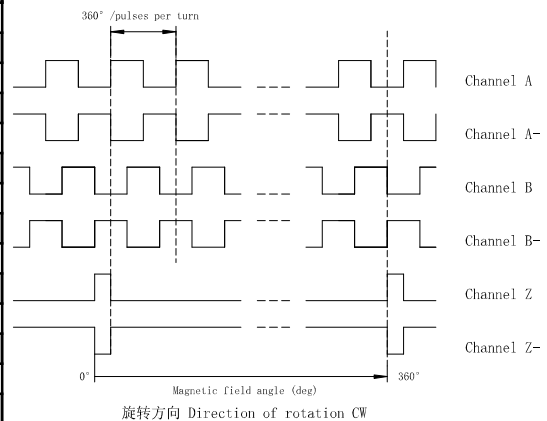 360° /pulses per turn
Channel A
Channel A-
Channel B
Channel B-
Channel Z
Channel Z-
0°
360°
Magnetic field angle (deg)
旋转方向 Direction of rotation CW